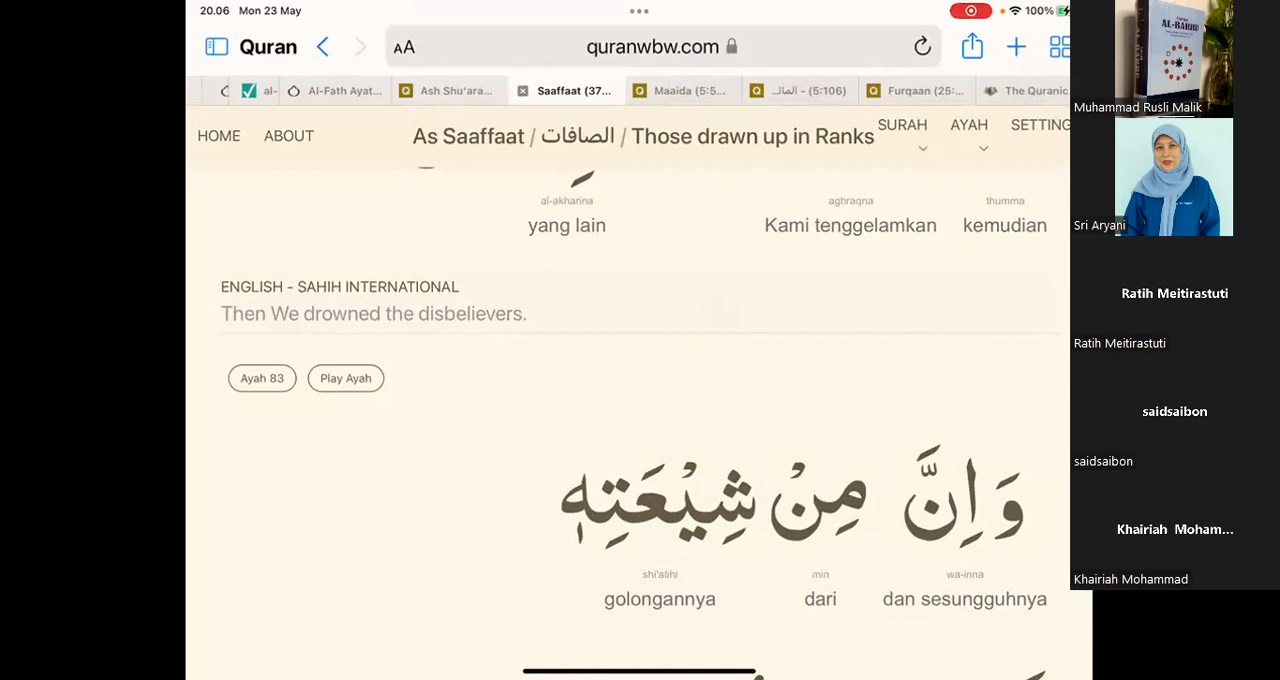 20.06 Mon 23 May
100%
Quran
AA
quranwbw.com
al-
Al-Fath Ayat...
Ash Shu'ara...
Saaffaat (37...
Maaida (5:5...
(5:106) - المائـ...
Furqaan (25:...
The Quranic
HOME
ABOUT
As Saaffaat / الصافات / Those drawn up in Ranks
SURAH
AYAH
SETTING
al-akharina
aghraqna
thumma
yang lain
Kami tenggelamkan
kemudian
ENGLISH - SAHIH INTERNATIONAL
Then We drowned the disbelievers.
Ayah 83
Play Ayah
وَاِنَّ مِنْ شِيْعَتِهٖ
shi'atihi
min
wa-inna
golongannya
dari
dan sesungguhnya
AL-BARRU
Muhammad Rusli Malik
Sri Aryani
Ratih Meitirastuti
Ratih Meitirastuti
saidsaibon
saidsaibon
Khairiah Moham...
Khairiah Mohammad